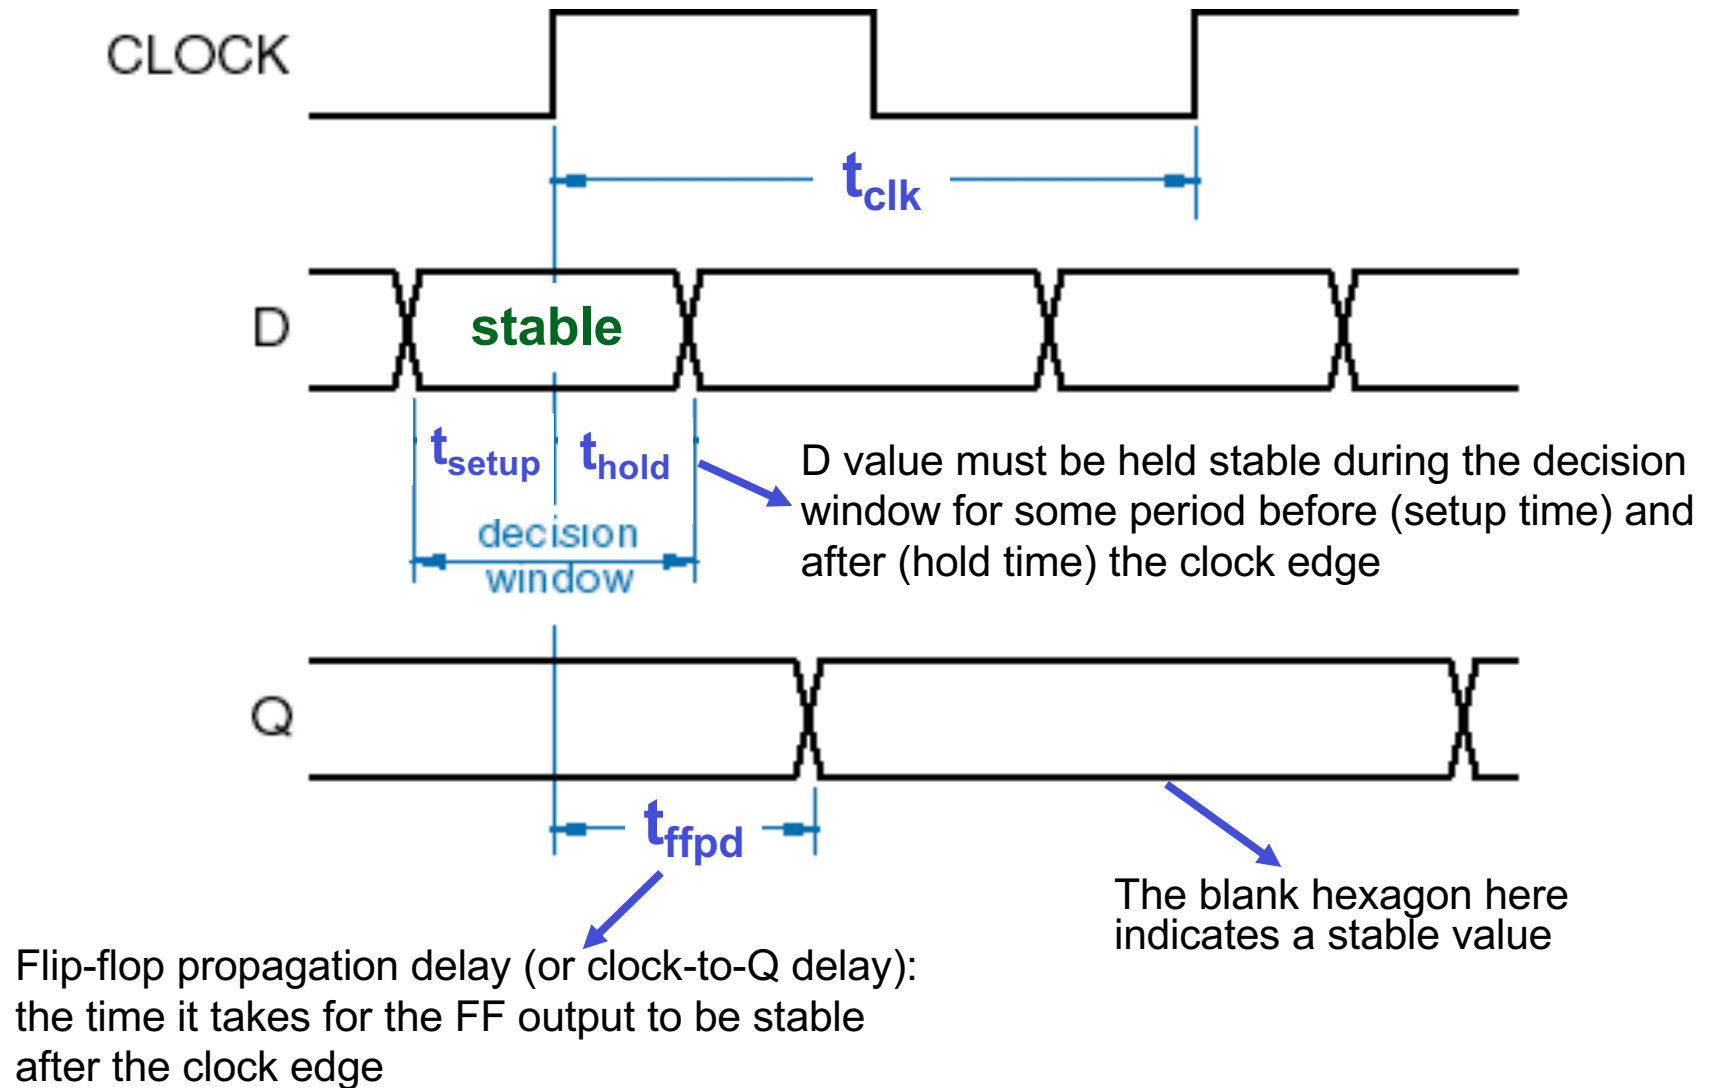 CLOCK
tclk
D
stable
tsetup
thold
D value must be held stable during the decision
window for some period before (setup time) and
after (hold time) the clock edge
decision
window
Q
tffpd
The blank hexagon here
indicates a stable value
Flip-flop propagation delay (or clock-to-Q delay):
the time it takes for the FF output to be stable
after the clock edge